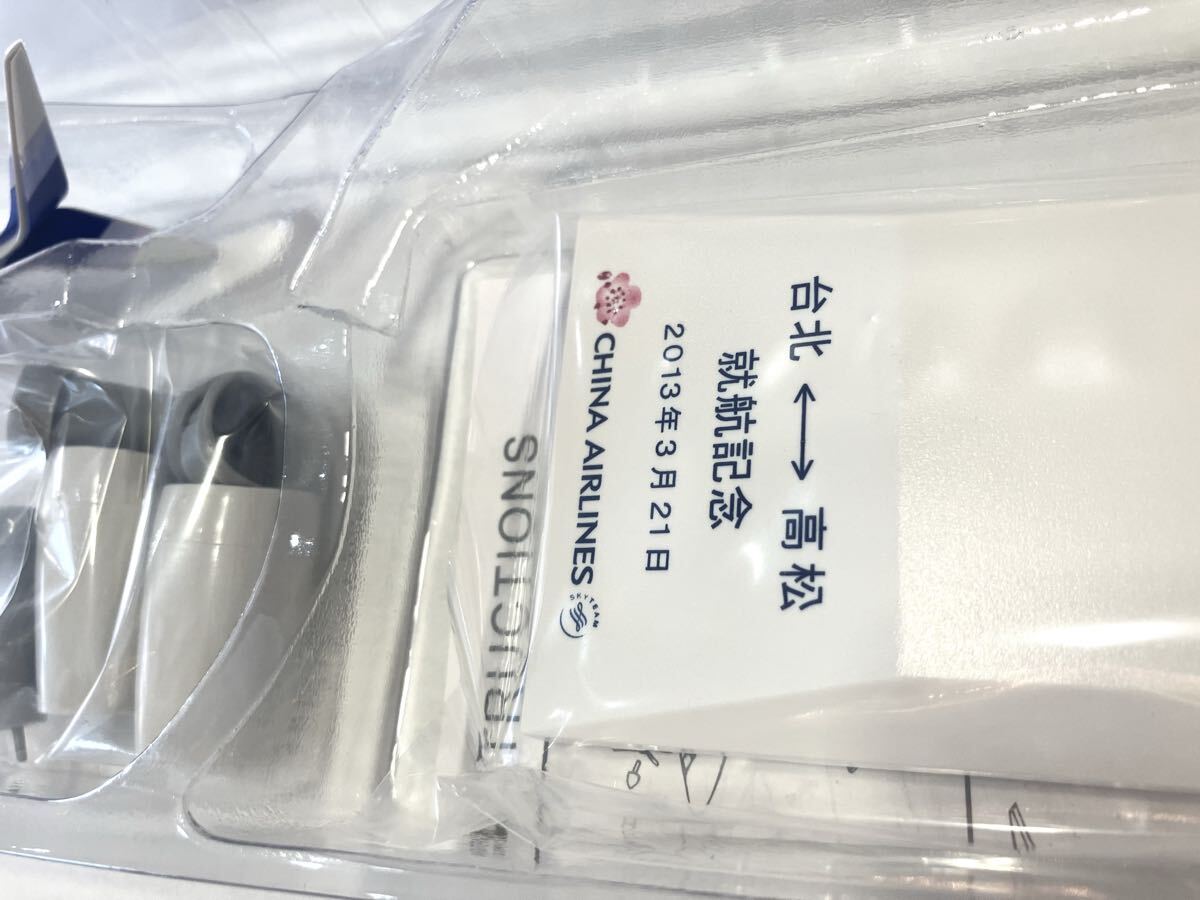 台北 ←→ 高松
就航記念
2013年3月21日
CHINA AIRLINES
SKYTEAM